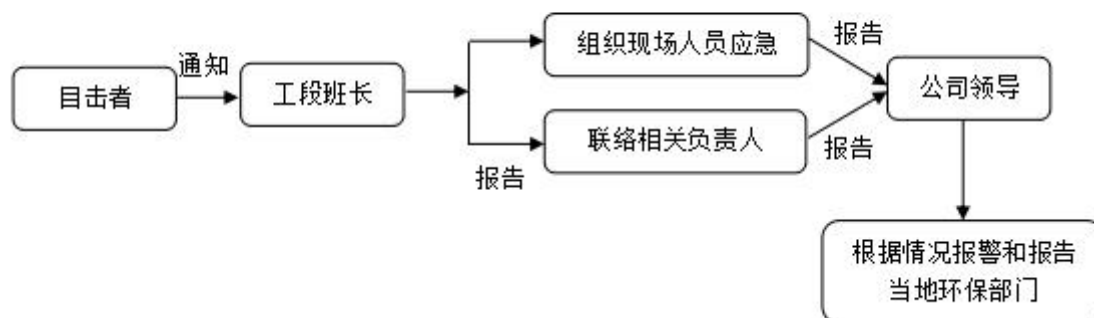 目击者
通知
工段班长
报告
组织现场人员应急
联络相关负责人
报告
报告
公司领导
根据情况报警和报告
当地环保部门